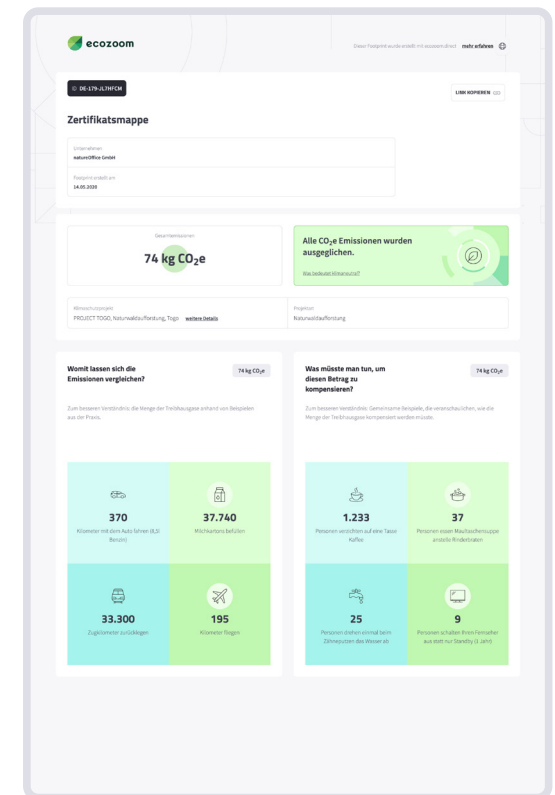 ecozoom
Dieser Footprint wurde erstellt mit ecozoom.direct mehr erfahren
DE-179-JL7HFCM
LINK KOPIEREN
Zertifikatsmappe
Unternehmen
natureOffice GmbH
Footprint erstellt am
14.05.2020
Gesamtemissionen
74 kg CO₂e
Alle CO₂e Emissionen wurden
ausgeglichen.
Was bedeutet klimaneutral?
Klimaschutzprojekt
PROJECT TOGO, Naturwaldaufforstung, Togo weitere Details
Projektart
Naturwaldaufforstung
Womit lassen sich die
Emissionen vergleichen?
74 kg CO₂e
Zum besseren Verständnis: die Menge der Treibhausgase anhand von Beispielen
aus der Praxis.
370
Kilometer mit dem Auto fahren (8,5l
Benzin)
37.740
Milchkartons befüllen
33.300
Zugkilometer zurücklegen
195
Kilometer fliegen
Was müsste man tun, um
diesen Betrag zu
kompensieren?
74 kg CO₂e
Zum besseren Verständnis: Gemeinsame Beispiele, die veranschaulichen, wie die
Menge der Treibhausgase kompensiert werden müsste.
1.233
Personen verzichten auf eine Tasse
Kaffee
37
Personen essen Maultaschensuppe
anstelle Rinderbraten
25
Personen drehen einmal beim
Zähneputzen das Wasser ab
9
Personen schalten Ihren Fernseher
aus statt nur Standby (1 Jahr)